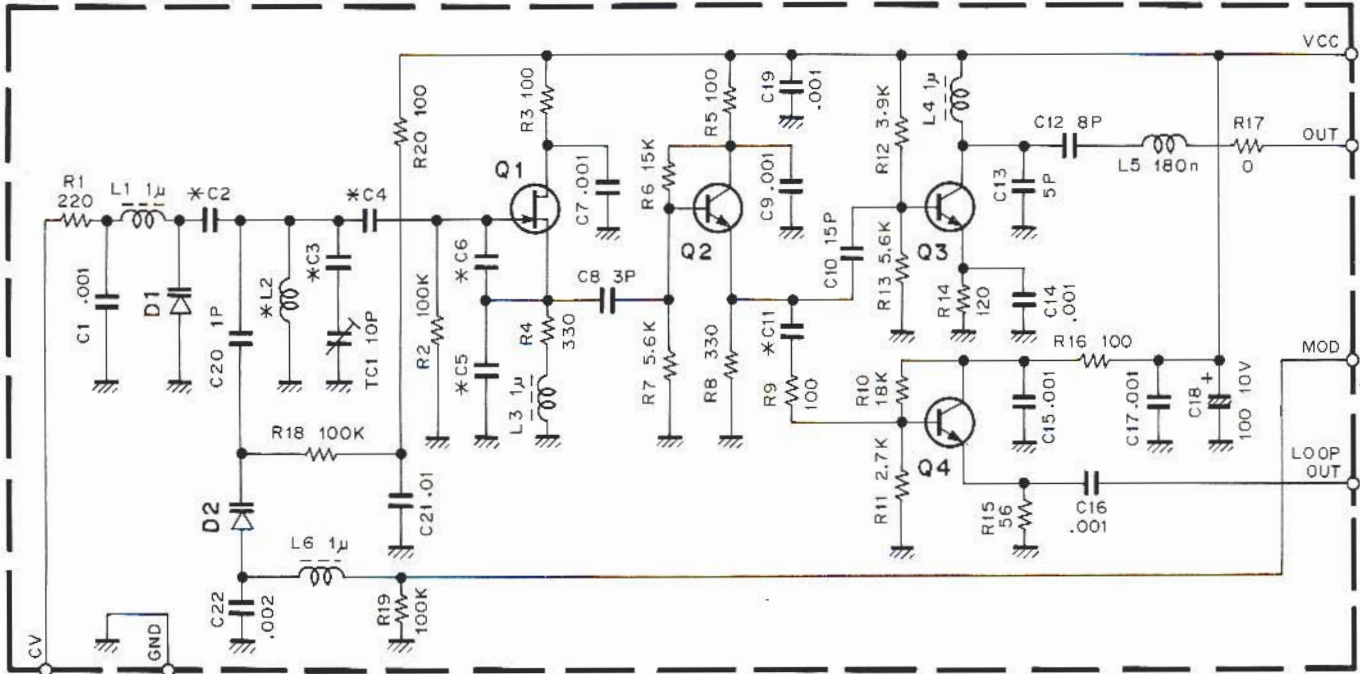 VCC
R20 100
R3 100
R5 100
C19
.001
R12 3.9K
L4 1μ
C12 8P
R17
0
OUT
L5 180n
C13
5P
R1
220
L1 1μ
*C2
*C4
Q1
C7 .001
R6 15K
Q2
C9 .001
C10 15P
Q3
R13 5.6K
R14
120
C14
.001
C1
.001
D1
C20 1P
*L2
*C3
TC1 10P
R2 100K
*C6
*C5
R4
330
L3 1μ
C8 3P
R7 5.6K
R8 330
*C11
R9
100
R10
18K
R16 100
MOD
C15 .001
C17 .001
C18
+
100 10V
Q4
R11 2.7K
R15
56
C16
.001
LOOP
OUT
R18 100K
C21 .01
D2
L6 1μ
C22
.002
R19
100K
CV
GND